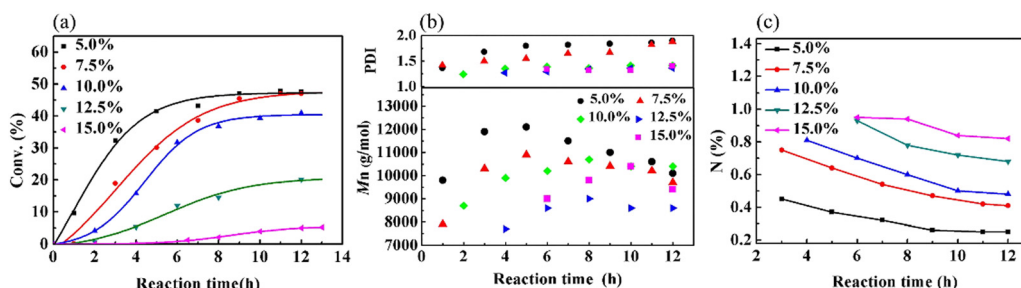 (a)
Conv. (%)
60
50
40
30
20
10
0
5.0%
7.5%
10.0%
12.5%
15.0%
0 2 4 6 8 10 12 14
Reaction time(h)
(b)
PDI
2.0
1.5
1.0
Mn (g/mol)
13000
12000
11000
10000
9000
8000
7000
5.0% 7.5%
10.0% 12.5%
15.0%
0 2 4 6 8 10 12
Reaction time (h)
(c)
N (%)
1.4
1.2
1.0
0.8
0.6
0.4
0.2
5.0%
7.5%
10.0%
12.5%
15.0%
2 4 6 8 10 12
Reaction time (h)